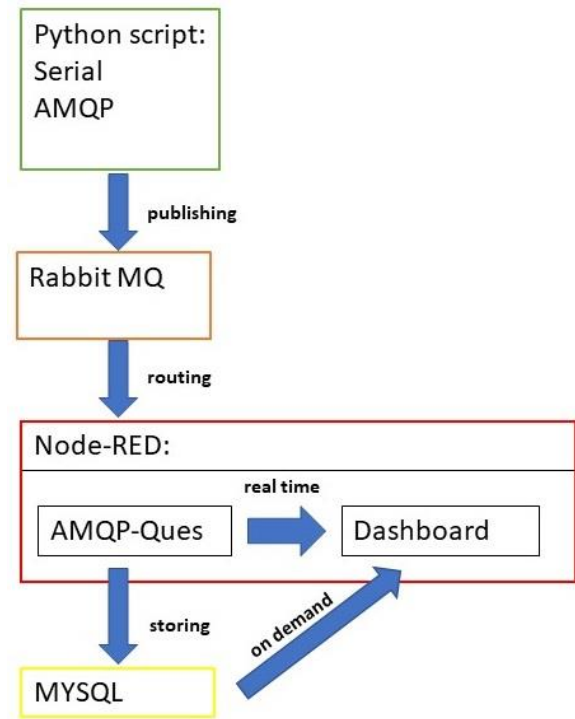 Python script:
Serial
AMQP
publishing
Rabbit MQ
routing
Node-RED:
real time
AMQP-Ques
Dashboard
storing
on demand
MYSQL